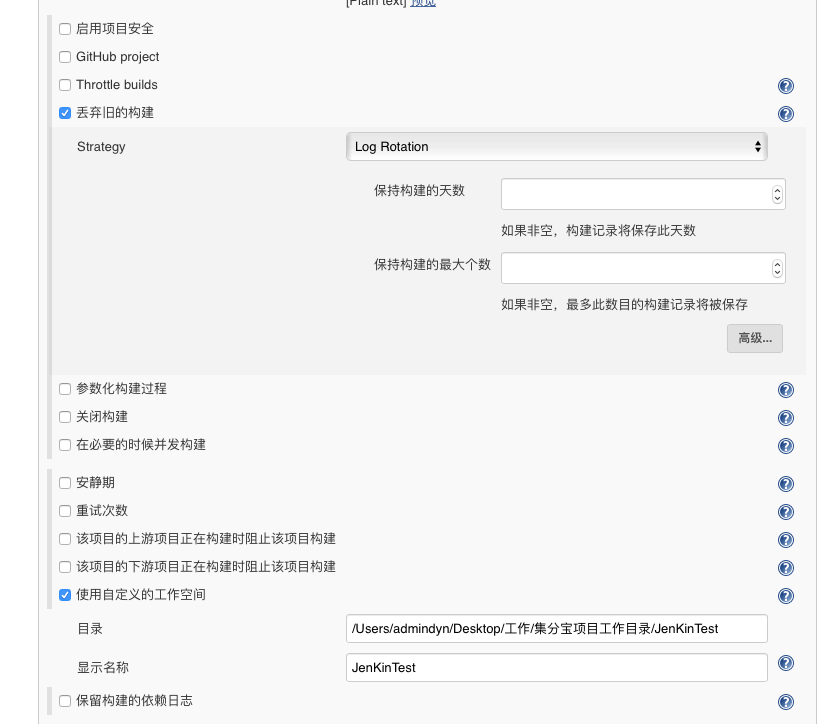 [Plain text] 预览
启用项目安全
GitHub project
Throttle builds
丢弃旧的构建
Strategy
Log Rotation
保持构建的天数
如果非空，构建记录将保存此天数
保持构建的最大个数
如果非空，最多此数目的构建记录将被保存
高级...
参数化构建过程
关闭构建
在必要的时候并发构建
安静期
重试次数
该项目的上游项目正在构建时阻止该项目构建
该项目的下游项目正在构建时阻止该项目构建
使用自定义的工作空间
目录
/Users/admindyn/Desktop/工作/集分宝项目工作目录/JenKinTest
显示名称
JenKinTest
保留构建的依赖日志